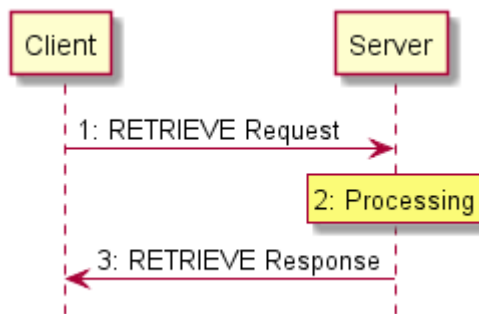 Client
Server
1: RETRIEVE Request
2: Processing
3: RETRIEVE Response